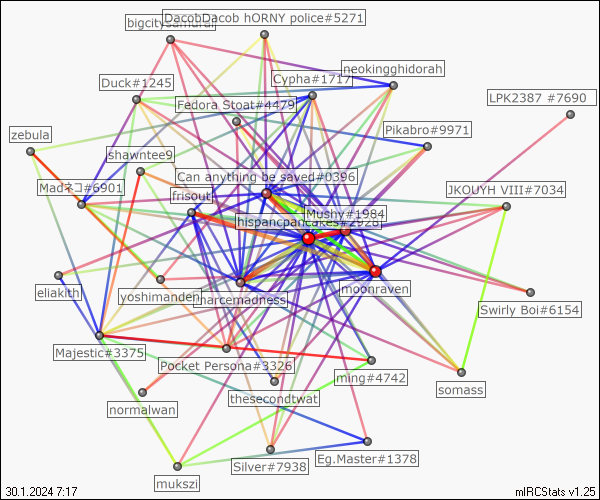 DacobDacob hORNY police#5271
bigcitysamurai
neokingghidorah
Cypha#1717
Duck#1245
LPK2387 #7690
Fedora Stoat#4479
zebula
Pikabro#9971
shawntee9
Can anything be saved#0396
Madネコ#6901
JKOUYH VIII#7034
frisouti
Mushy#1984
hispancpancakes#2928
eliakith
yoshimanden
marcemadness
moonraven
Swirly Boi#6154
Majestic#3375
Pocket Persona#3326
ming#4742
somass
thesecondtwat
normalwan
Silver#7938
Eg.Master#1378
mukszi
30.1.2024 7:17
mIRCStats v1.25